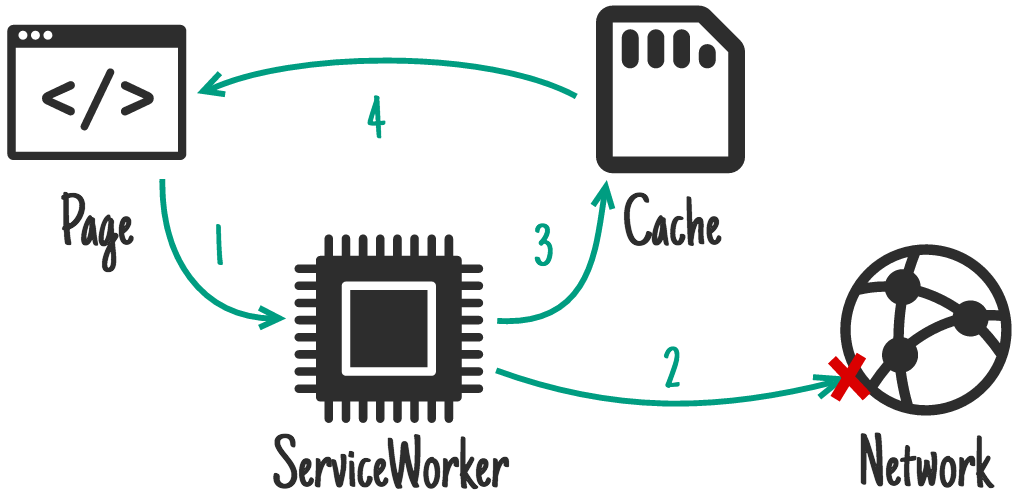 </>
4
Page
1
3
Cache
2
ServiceWorker
Network